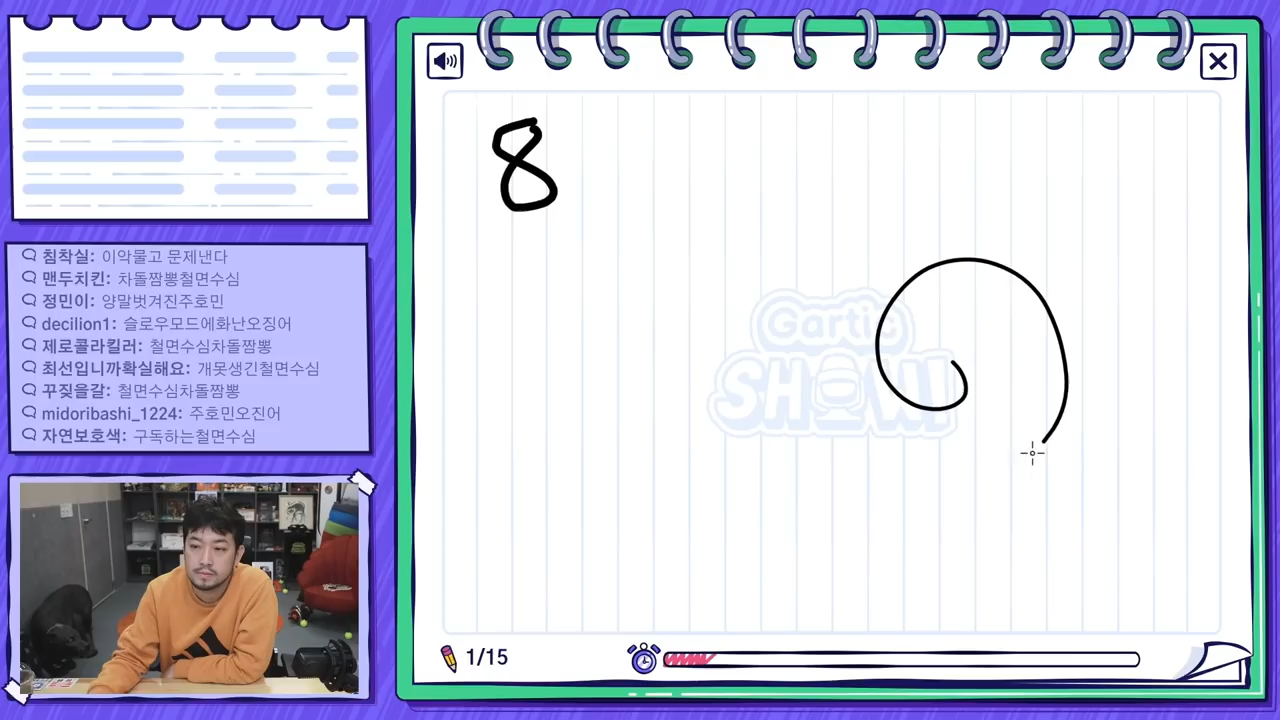 8
Gartic
SHOW!
침착실: 이악물고 문제낸다
맨두치킨: 차돌짬뽕철면수심
정민이: 양말벗겨진주호민
decilion1: 슬로우모드에화난오징어
제로콜라킬러: 철면수심차돌짬뽕
최선입니까확실해요: 개못생긴철면수심
꾸짖을갈: 철면수심차돌짬뽕
midoribashi_1224: 주호민오진어
자연보호색: 구독하는철면수심
1/15